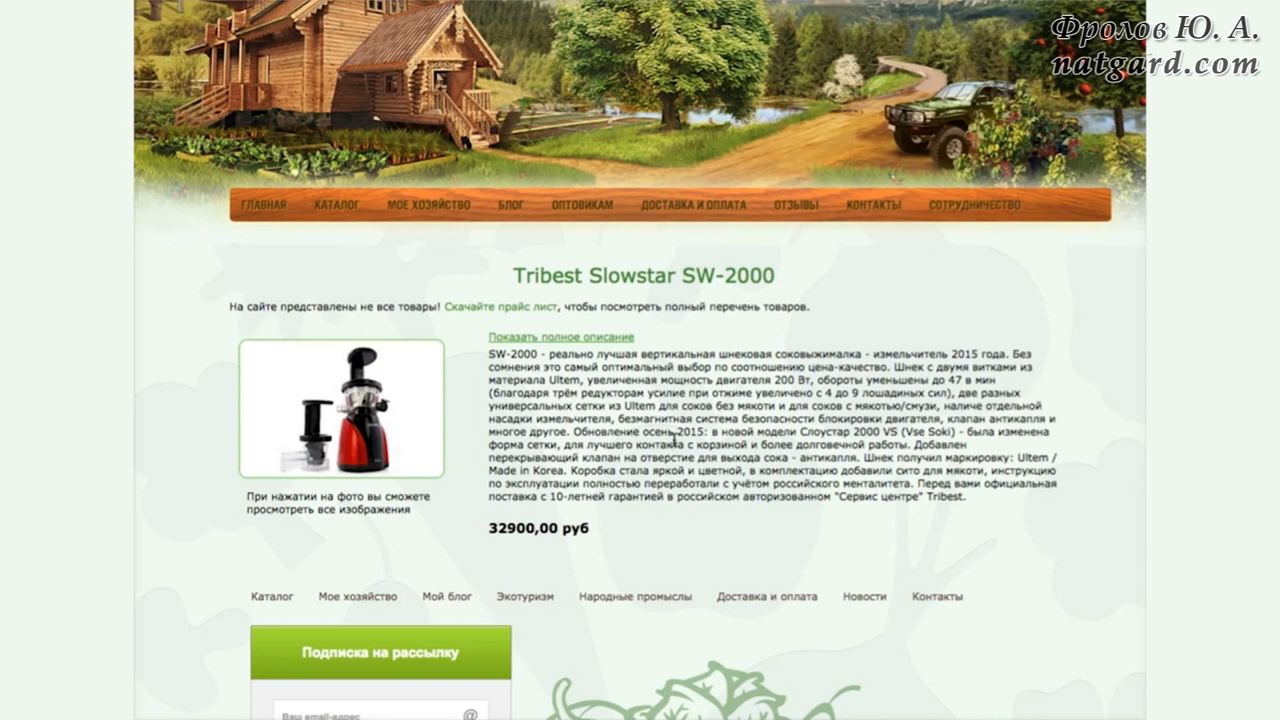 Фролов Ю. А.
natgard.com
ГЛАВНАЯ КАТАЛОГ МОЕ ХОЗЯЙСТВО БЛОГ ОПТОВИКАМ ДОСТАВКА И ОПЛАТА ОТЗЫВЫ КОНТАКТЫ СОТРУДНИЧЕСТВО
Tribest Slowstar SW-2000
На сайте представлены не все товары! Скачайте прайс лист, чтобы посмотреть полный перечень товаров.
Показать полное описание
SW-2000 - реально лучшая вертикальная шнековая соковыжималка - измельчитель 2015 года. Без
сомнения это самый оптимальный выбор по соотношению цена-качество. Шнек с двумя витками из
материала Ultem, увеличенная мощность двигателя 200 Вт, обороты уменьшены до 47 в мин
(благодаря трём редукторам усилие при отжиме увеличено с 4 до 9 лошадиных сил), две разных
универсальных сетки из Ultem для соков без мякоти и для соков с мякотью/смузи, наличе отдельной
насадки измельчителя, безмагнитная система безопасности блокировки двигателя, клапан антикапля и
многое другое. Обновление осень 2015: в новой модели Слоустар 2000 VS (Vse Soki) - была изменена
форма сетки, для лучшего контакта с корзиной и более долговечной работы. Добавлен
перекрывающий клапан на отверстие для выхода сока - антикапля. Шнек получил маркировку: Ultem /
Made in Korea. Коробка стала яркой и цветной, в комплектацию добавили сито для мякоти, инструкцию
по эксплуатации полностью переработали с учётом российского менталитета. Перед вами официальная
поставка с 10-летней гарантией в российском авторизованном "Сервис центре" Tribest.
При нажатии на фото вы сможете
просмотреть все изображения
32900,00 руб
Каталог Мое хозяйство Мой блог Экотуризм Народные промыслы Доставка и оплата Новости Контакты
Подписка на рассылку
Ваш email-адрес @